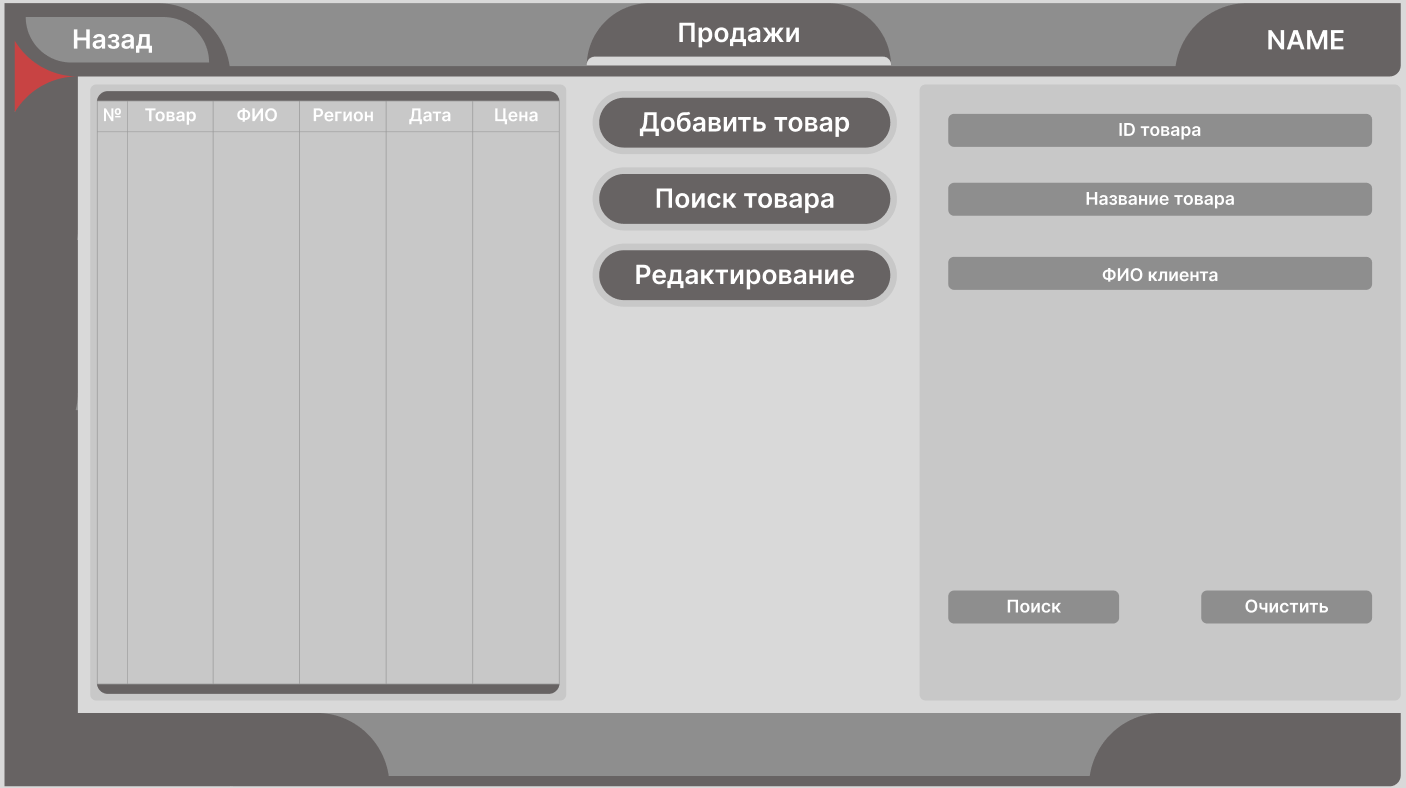 Назад
Продажи
NAME
№ Товар ФИО Регион Дата Цена
Добавить товар
Поиск товара
Редактирование
ID товара
Название товара
ФИО клиента
Поиск
Очистить